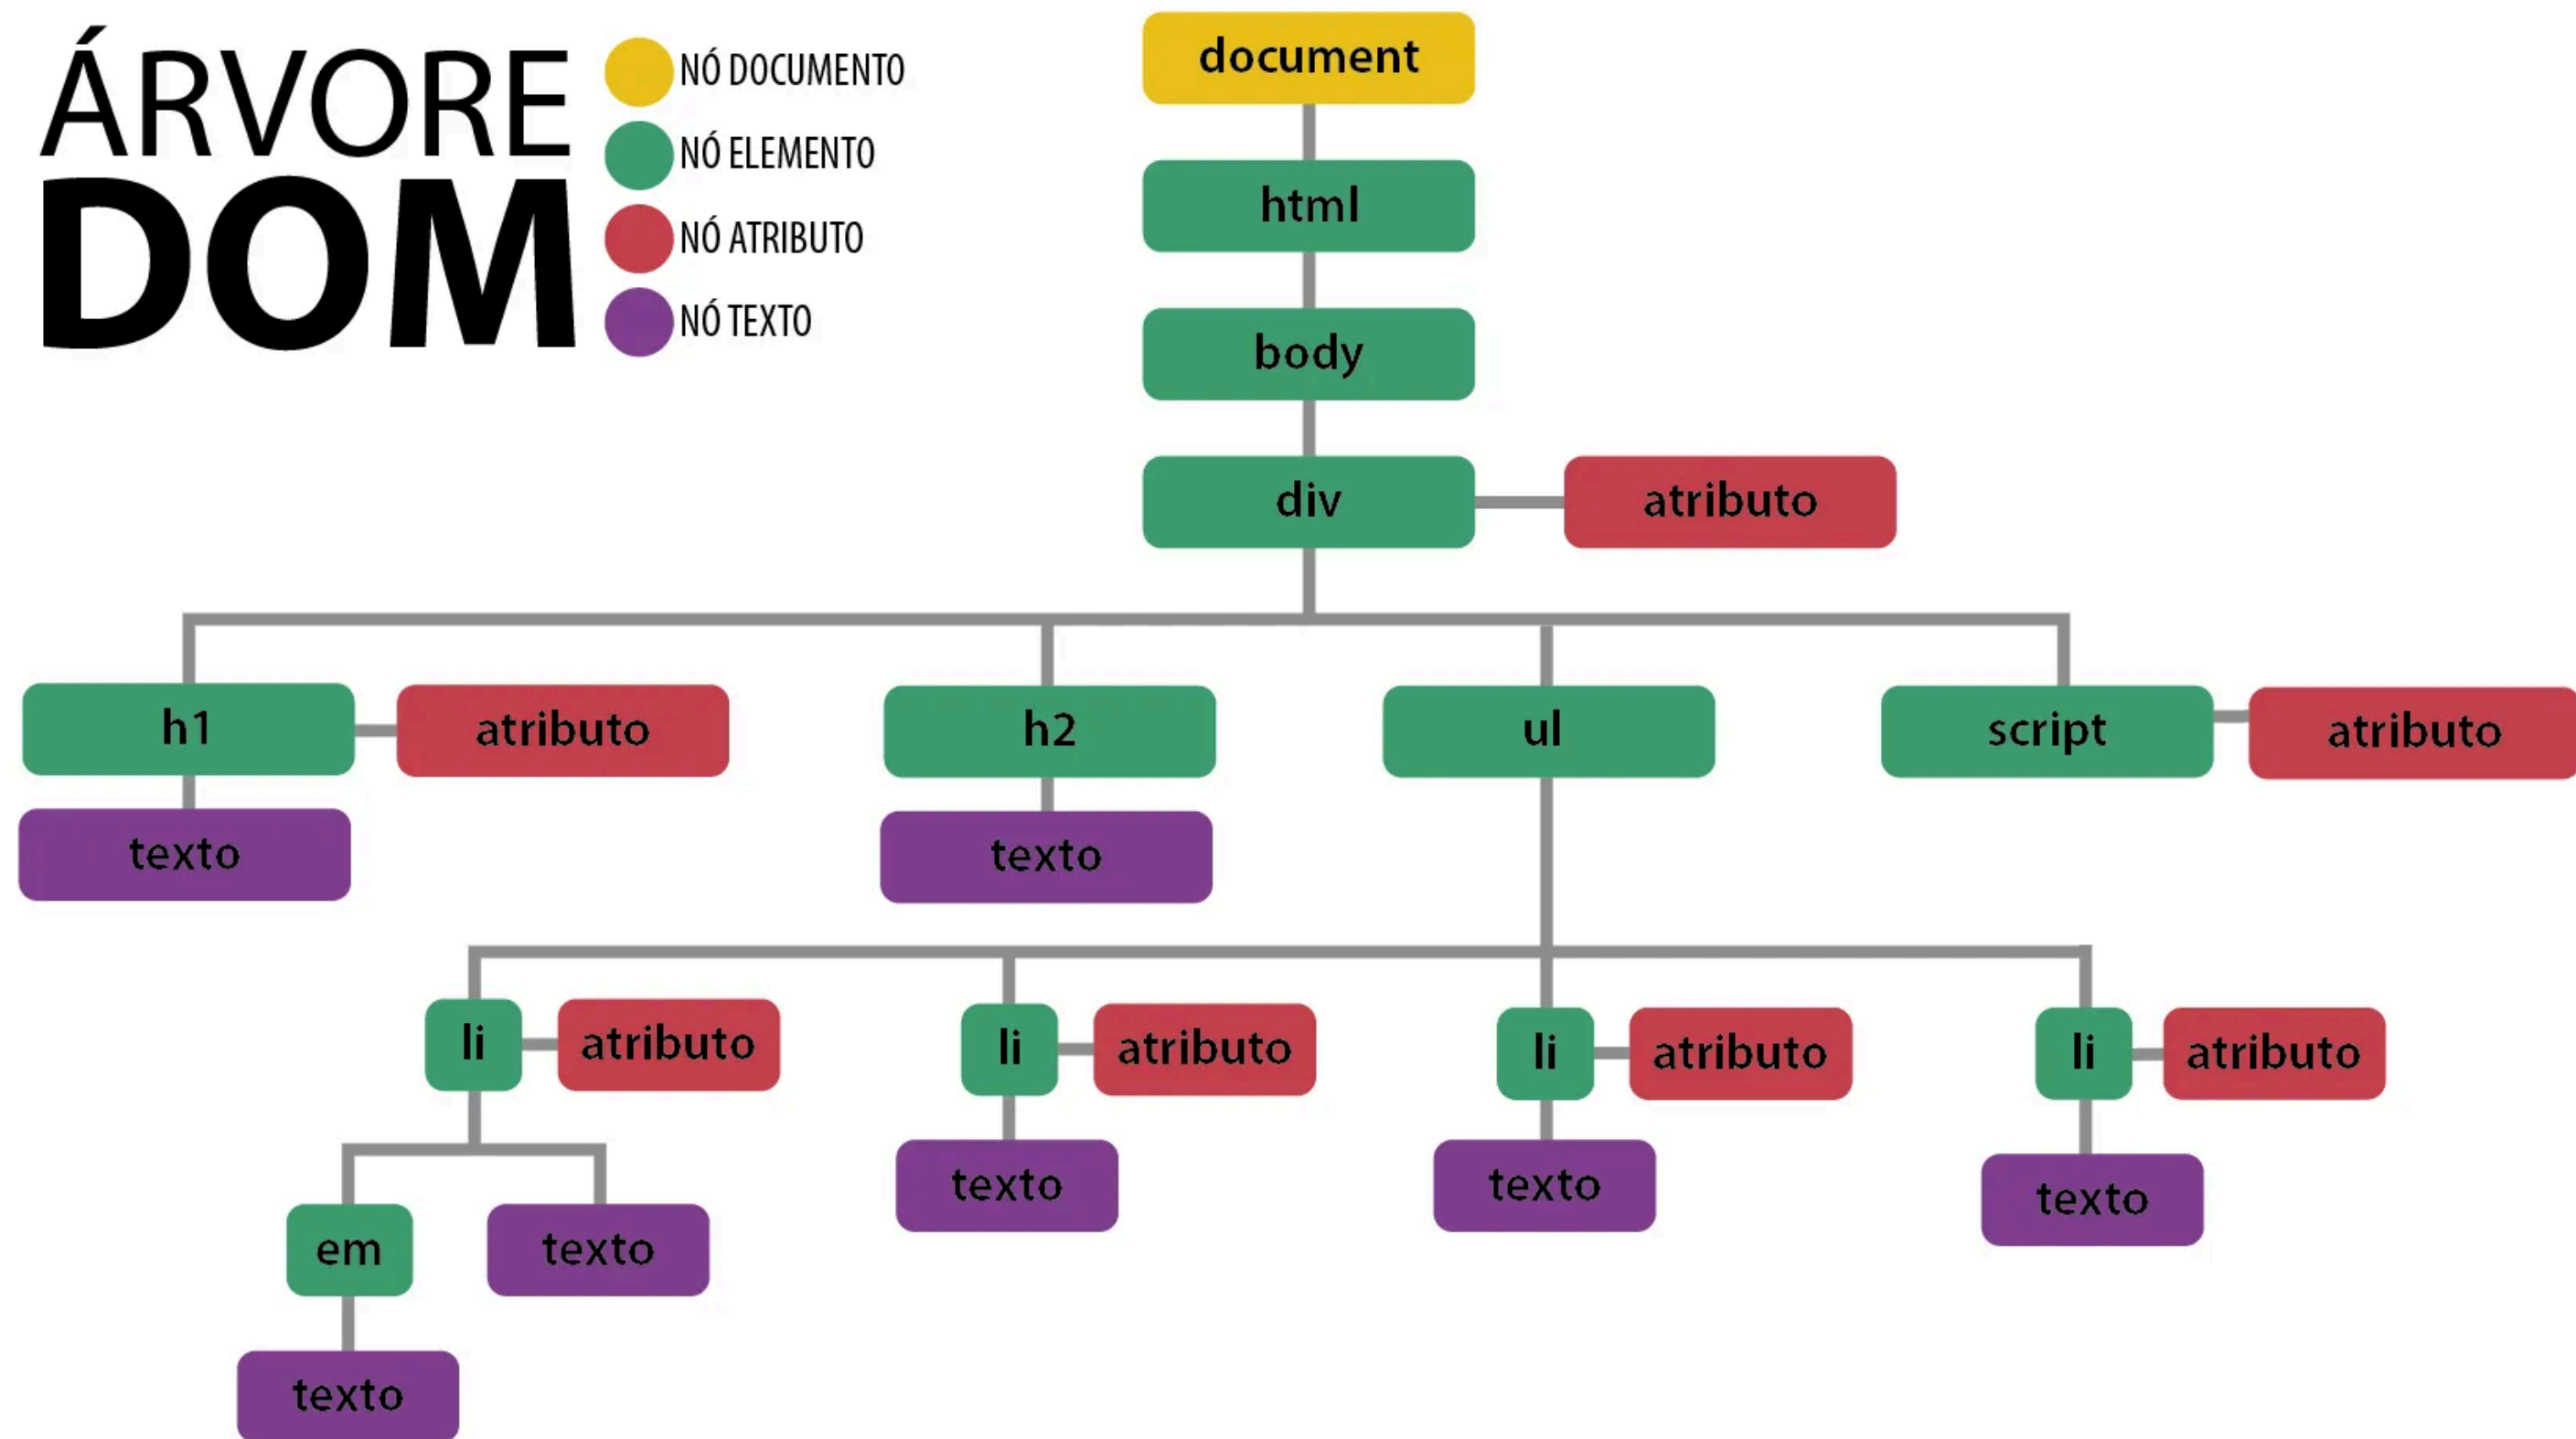 ÁRVORE
DOM
NÓ DOCUMENTO
NÓ ELEMENTO
NÓ ATRIBUTO
NÓ TEXTO
document
html
body
div
atributo
h1
atributo
h2
ul
script
atributo
texto
texto
li
atributo
li
atributo
li
atributo
li
atributo
texto
texto
texto
em
texto
texto